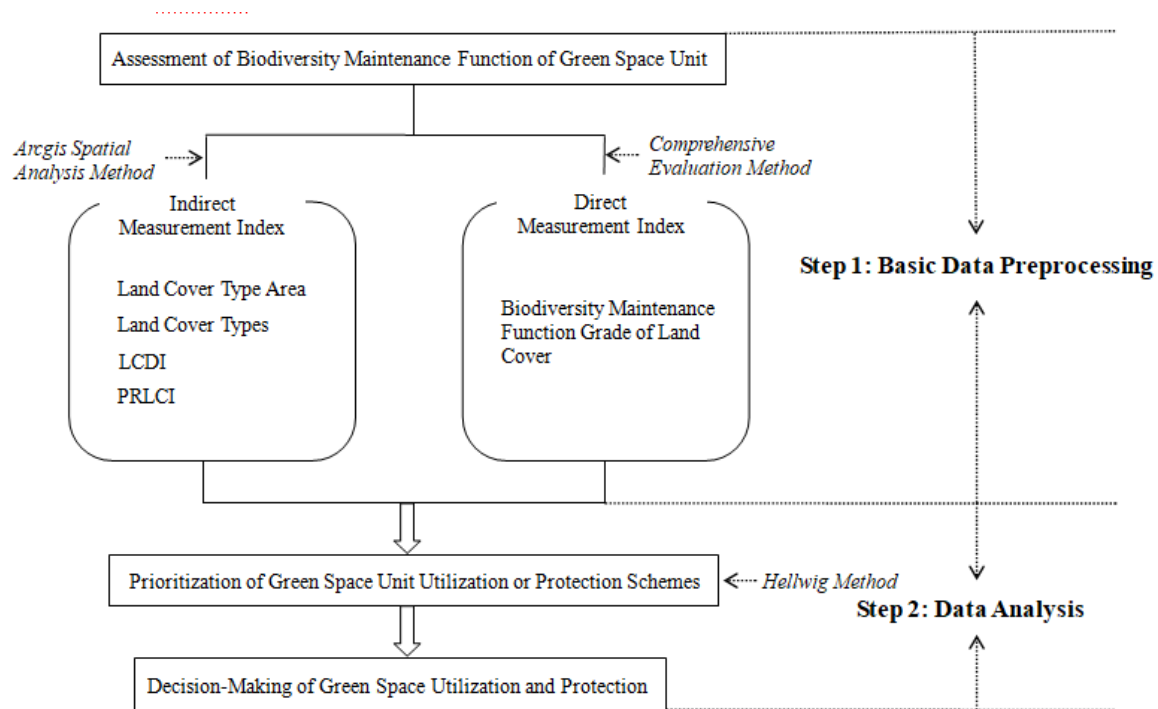 Assessment of Biodiversity Maintenance Function of Green Space Unit
Arcgis Spatial
Analysis Method
Comprehensive
Evaluation Method
Indirect
Measurement Index
Land Cover Type Area
Land Cover Types
LCDI
PRLCI
Direct
Measurement Index
Biodiversity Maintenance
Function Grade of Land
Cover
Step 1: Basic Data Preprocessing
Prioritization of Green Space Unit Utilization or Protection Schemes
Hellwig Method
Step 2: Data Analysis
Decision-Making of Green Space Utilization and Protection